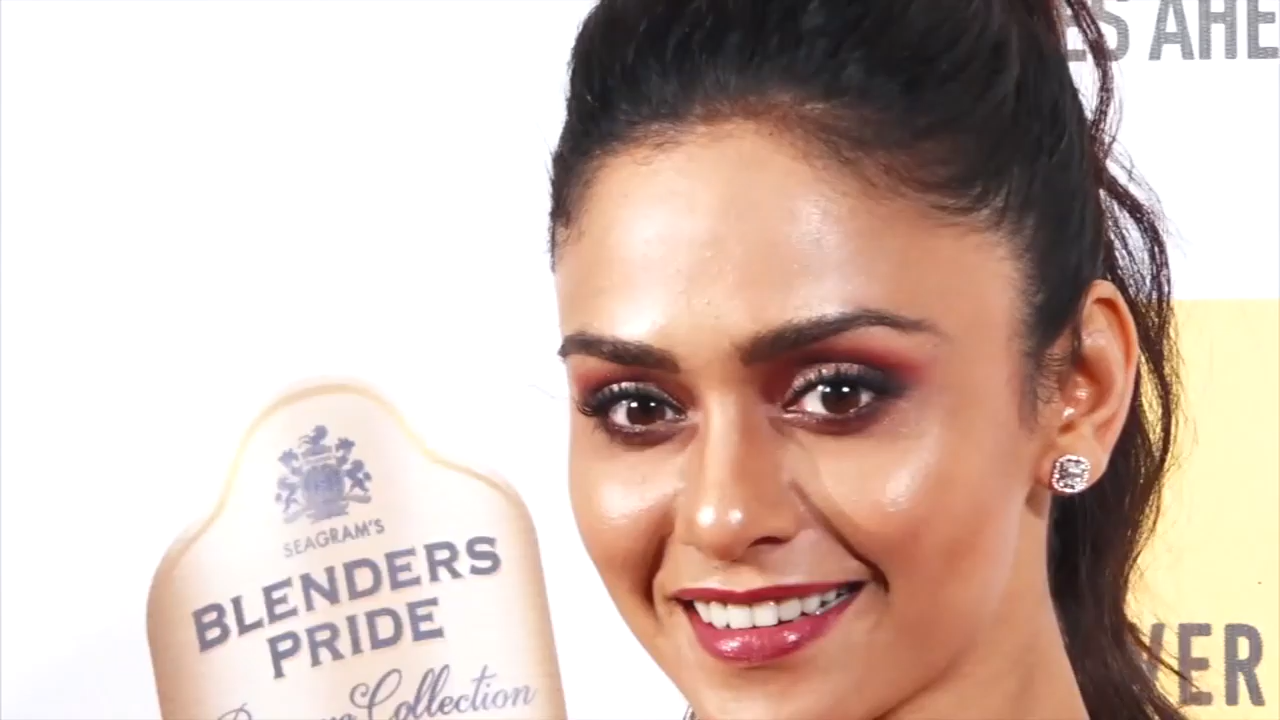 ES AHE
SEAGRAM'S
BLENDERS
PRIDE
Collection
VER